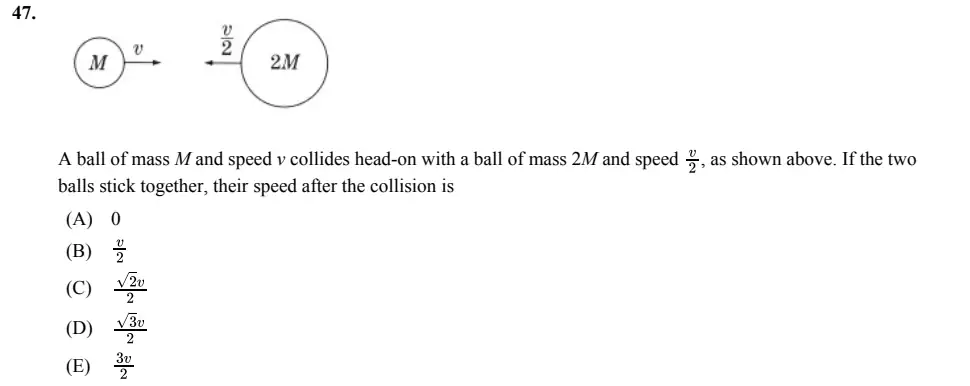 47.
M
v
v/2
2M
A ball of mass M and speed v collides head-on with a ball of mass 2M and speed v/2, as shown above. If the two
balls stick together, their speed after the collision is
(A) 0
(B) v/2
(C) √2v/2
(D) √3v/2
(E) 3v/2